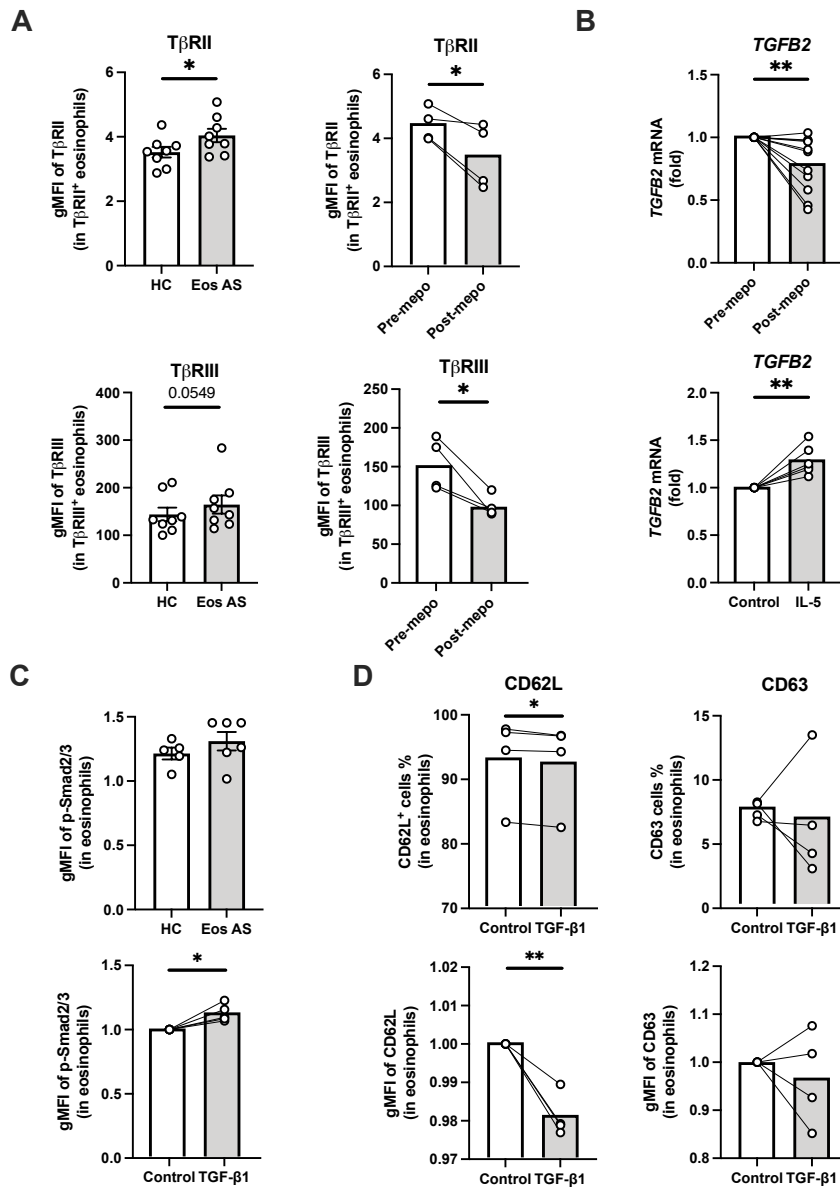 A
TβRII
*
gMFI of TβRII
(in TβRII⁺ eosinophils)
6
4
2
0
HC Eos AS
TβRII
*
gMFI of TβRII
(in TβRII⁺ eosinophils)
6
4
2
0
Pre-mepo
Post-mepo
B
TGFB2
**
TGFB2 mRNA
(fold)
1.5
1.0
0.5
0.0
Pre-mepo
Post-mepo
TβRIII
0.0549
gMFI of TβRIII
(in TβRIII⁺ eosinophils)
400
300
200
100
0
HC Eos AS
TβRIII
*
gMFI of TβRIII
(in TβRIII⁺ eosinophils)
250
200
150
100
50
0
Pre-mepo
Post-mepo
TGFB2
**
TGFB2 mRNA
(fold)
2.0
1.5
1.0
0.5
0.0
Control IL-5
C
gMFI of p-Smad2/3
(in eosinophils)
1.5
1.0
0.5
0.0
HC Eos AS
*
gMFI of p-Smad2/3
(in eosinophils)
1.5
1.0
0.5
0.0
Control TGF-β1
D
CD62L
*
CD62L⁺ cells %
(in eosinophils)
100
90
80
70
Control TGF-β1
CD63
CD63 cells %
(in eosinophils)
15
10
5
0
Control TGF-β1
**
gMFI of CD62L
(in eosinophils)
1.02
1.01
1.00
0.99
0.98
0.97
Control TGF-β1
gMFI of CD63
(in eosinophils)
1.2
1.1
1.0
0.9
0.8
Control TGF-β1